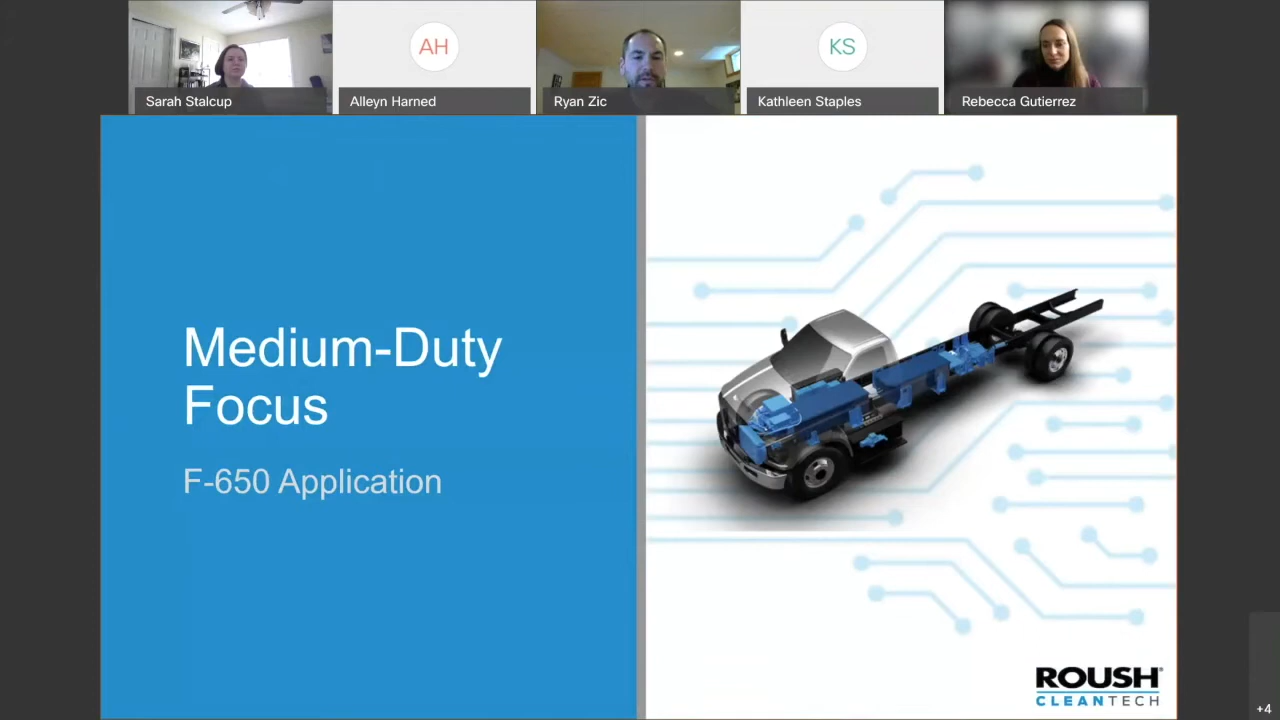 AH
KS
Sarah Stalcup
Alleyn Harned
Ryan Zic
Kathleen Staples
Rebecca Gutierrez
Medium-Duty
Focus
F-650 Application
ROUSH®
CLEANTECH
+4